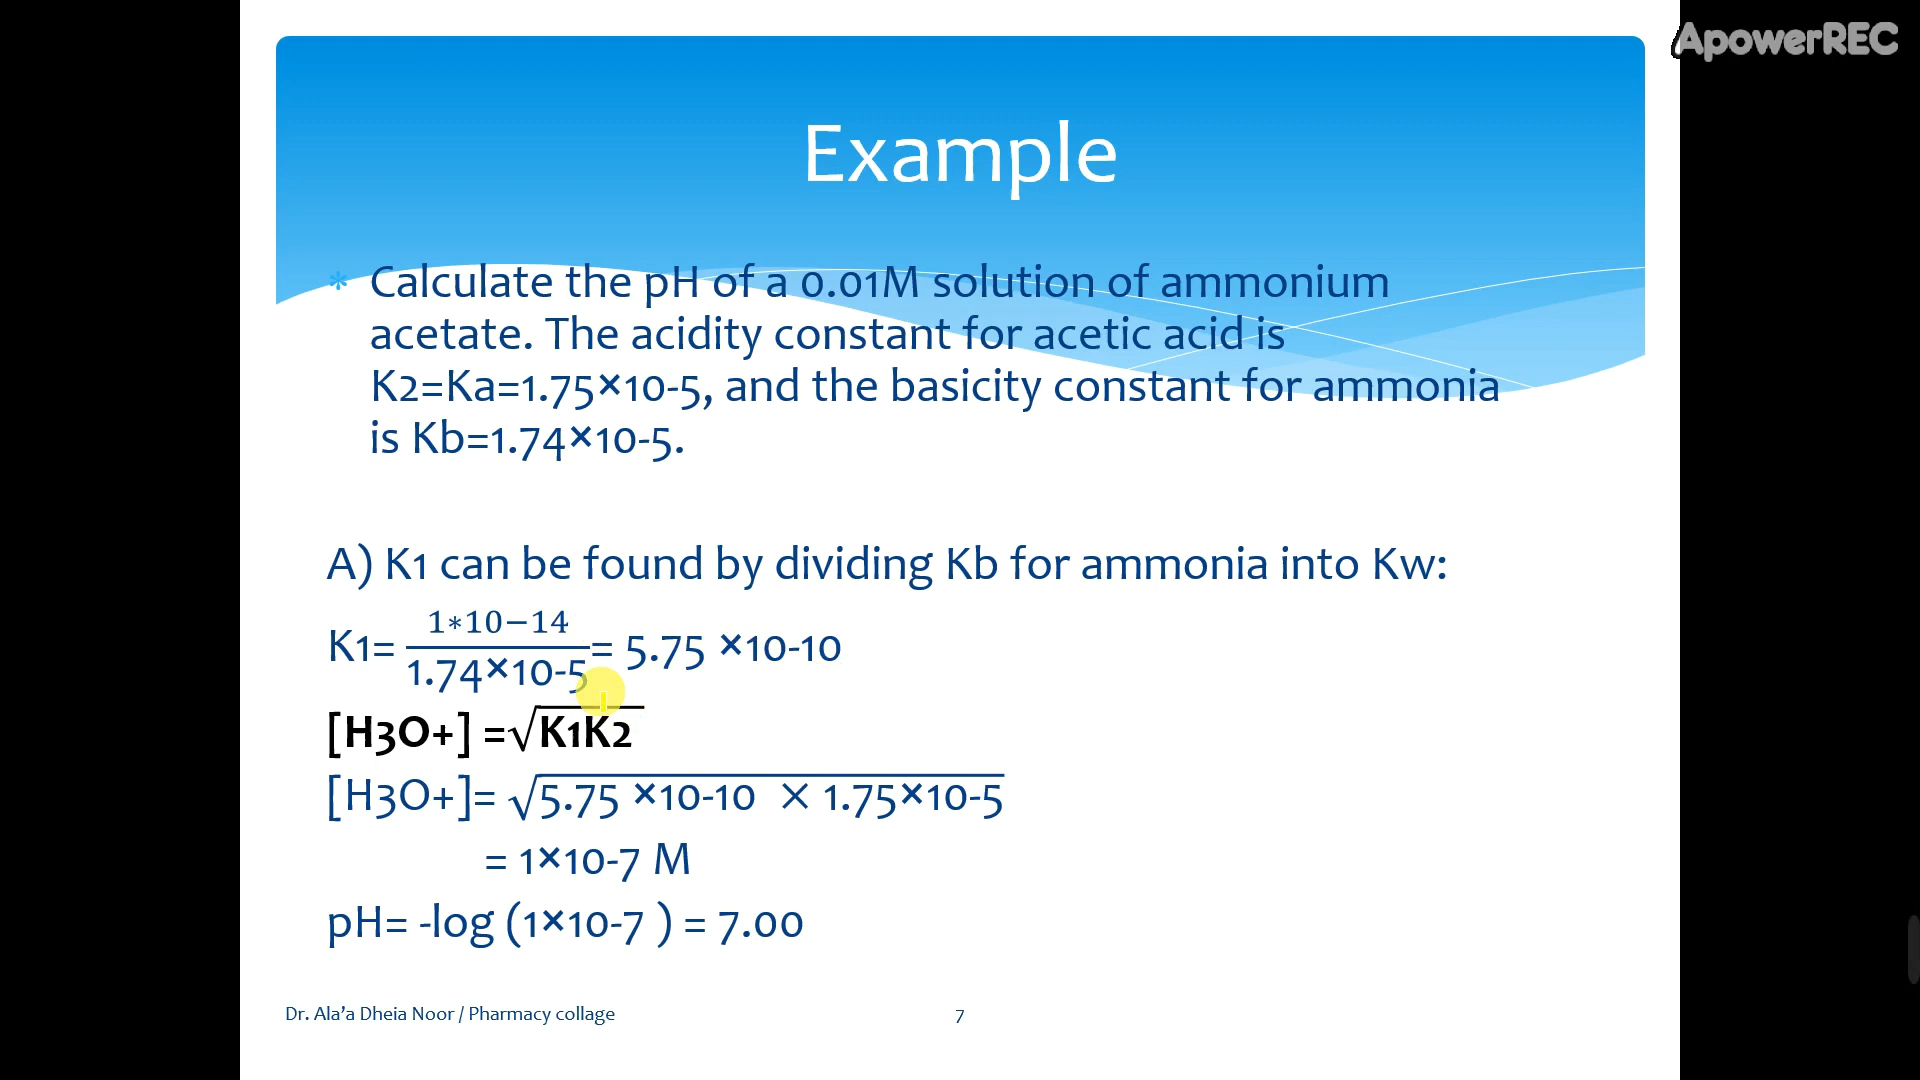 ApowerREC
Example
* Calculate the pH of a 0.01M solution of ammonium
acetate. The acidity constant for acetic acid is
K2=Ka=1.75×10-5, and the basicity constant for ammonia
is Kb=1.74×10-5.
A) K1 can be found by dividing Kb for ammonia into Kw:
1∗10−14
K1= = 5.75 ×10-10
1.74×10-5
[H3O+] =√K1K2
[H3O+]= √5.75 ×10-10 × 1.75×10-5
= 1×10-7 M
pH= -log (1×10-7 ) = 7.00
Dr. Ala’a Dheia Noor / Pharmacy collage 7